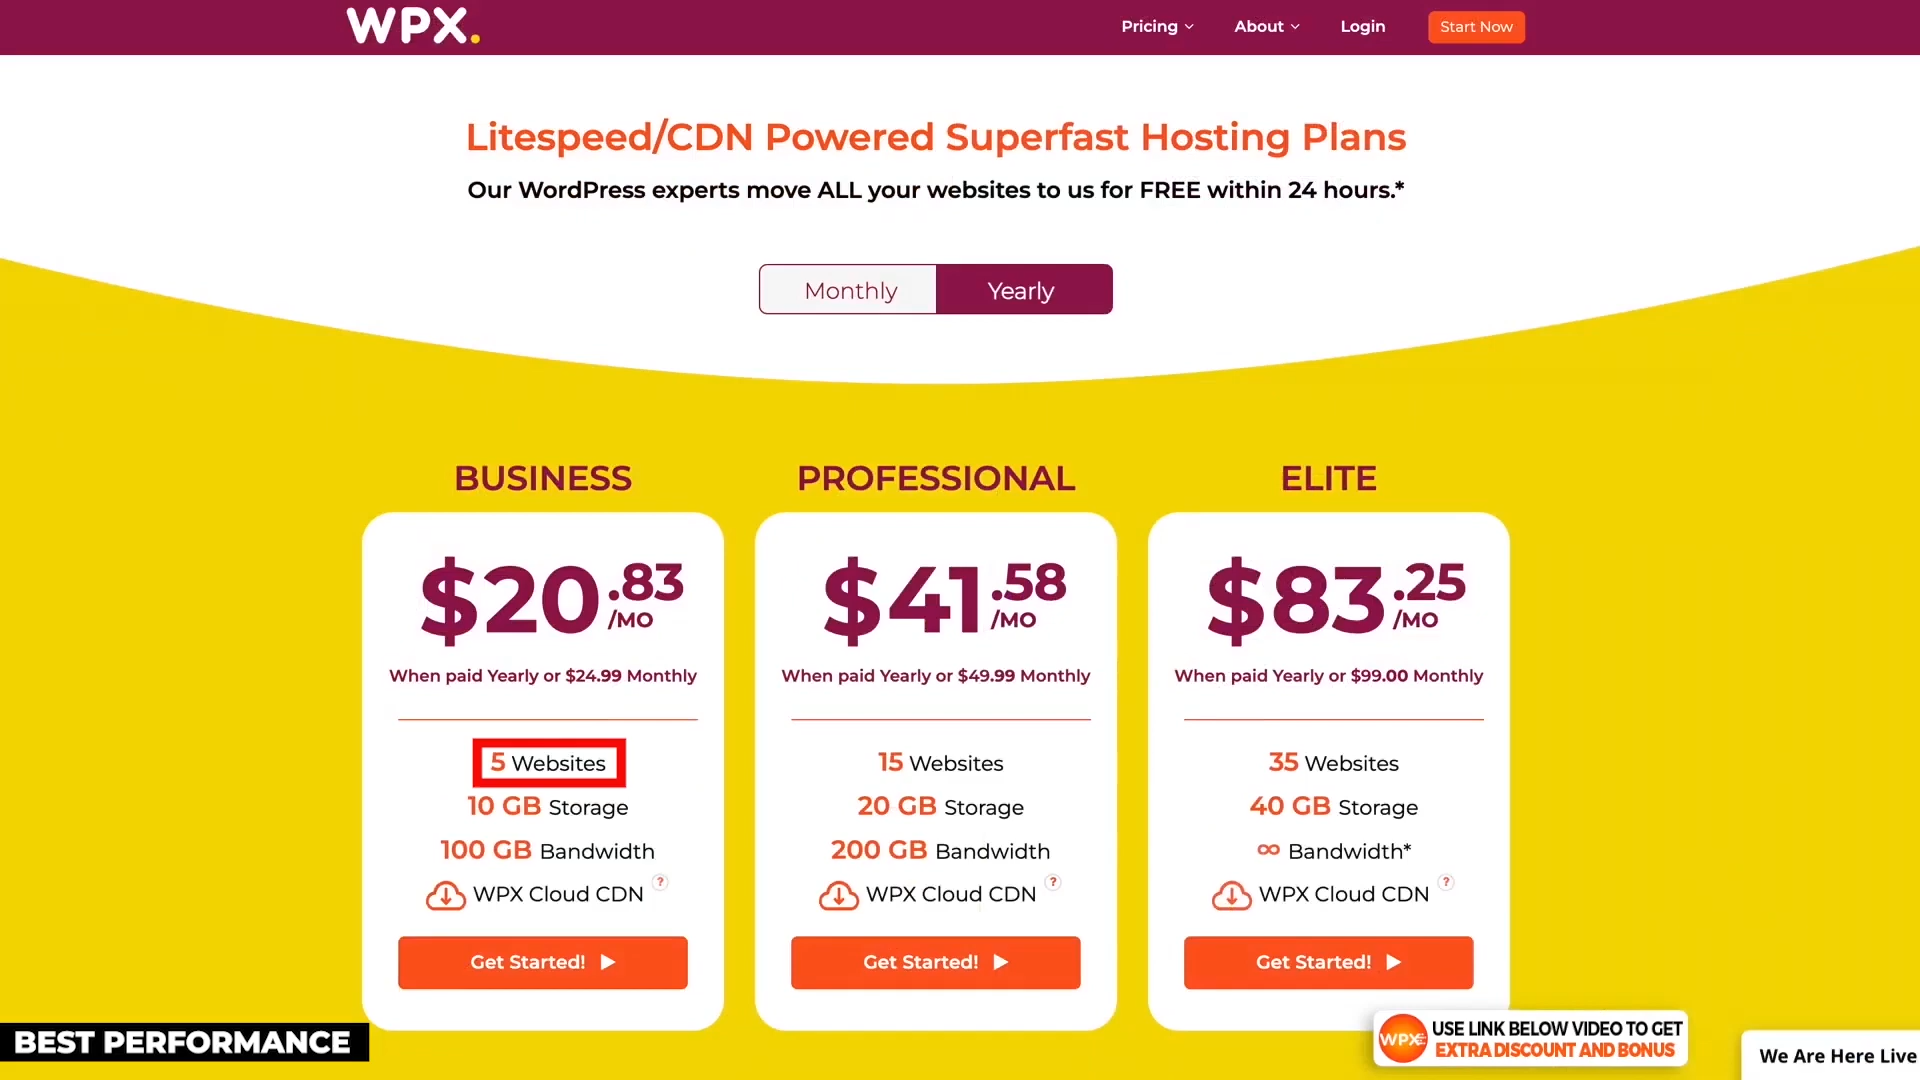 WPX.
Pricing About Login Start Now
Litespeed/CDN Powered Superfast Hosting Plans
Our WordPress experts move ALL your websites to us for FREE within 24 hours.*
Monthly Yearly
BUSINESS
$20.83/MO
When paid Yearly or $24.99 Monthly
5 Websites
10 GB Storage
100 GB Bandwidth
WPX Cloud CDN ?
Get Started!
PROFESSIONAL
$41.58/MO
When paid Yearly or $49.99 Monthly
15 Websites
20 GB Storage
200 GB Bandwidth
WPX Cloud CDN ?
Get Started!
ELITE
$83.25/MO
When paid Yearly or $99.00 Monthly
35 Websites
40 GB Storage
∞ Bandwidth*
WPX Cloud CDN ?
Get Started!
BEST PERFORMANCE
WPX
USE LINK BELOW VIDEO TO GET
EXTRA DISCOUNT AND BONUS
We Are Here Live